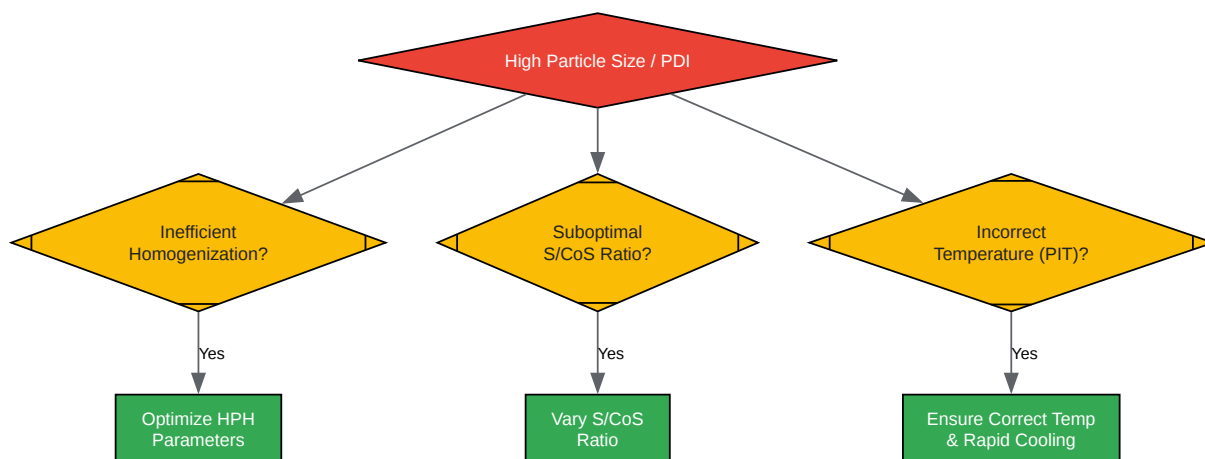 High Particle Size / PDI
Inefficient
Homogenization?
Suboptimal
S/CoS Ratio?
Incorrect
Temperature (PIT)?
Yes
Yes
Yes
Optimize HPH
Parameters
Vary S/CoS
Ratio
Ensure Correct Temp
& Rapid Cooling